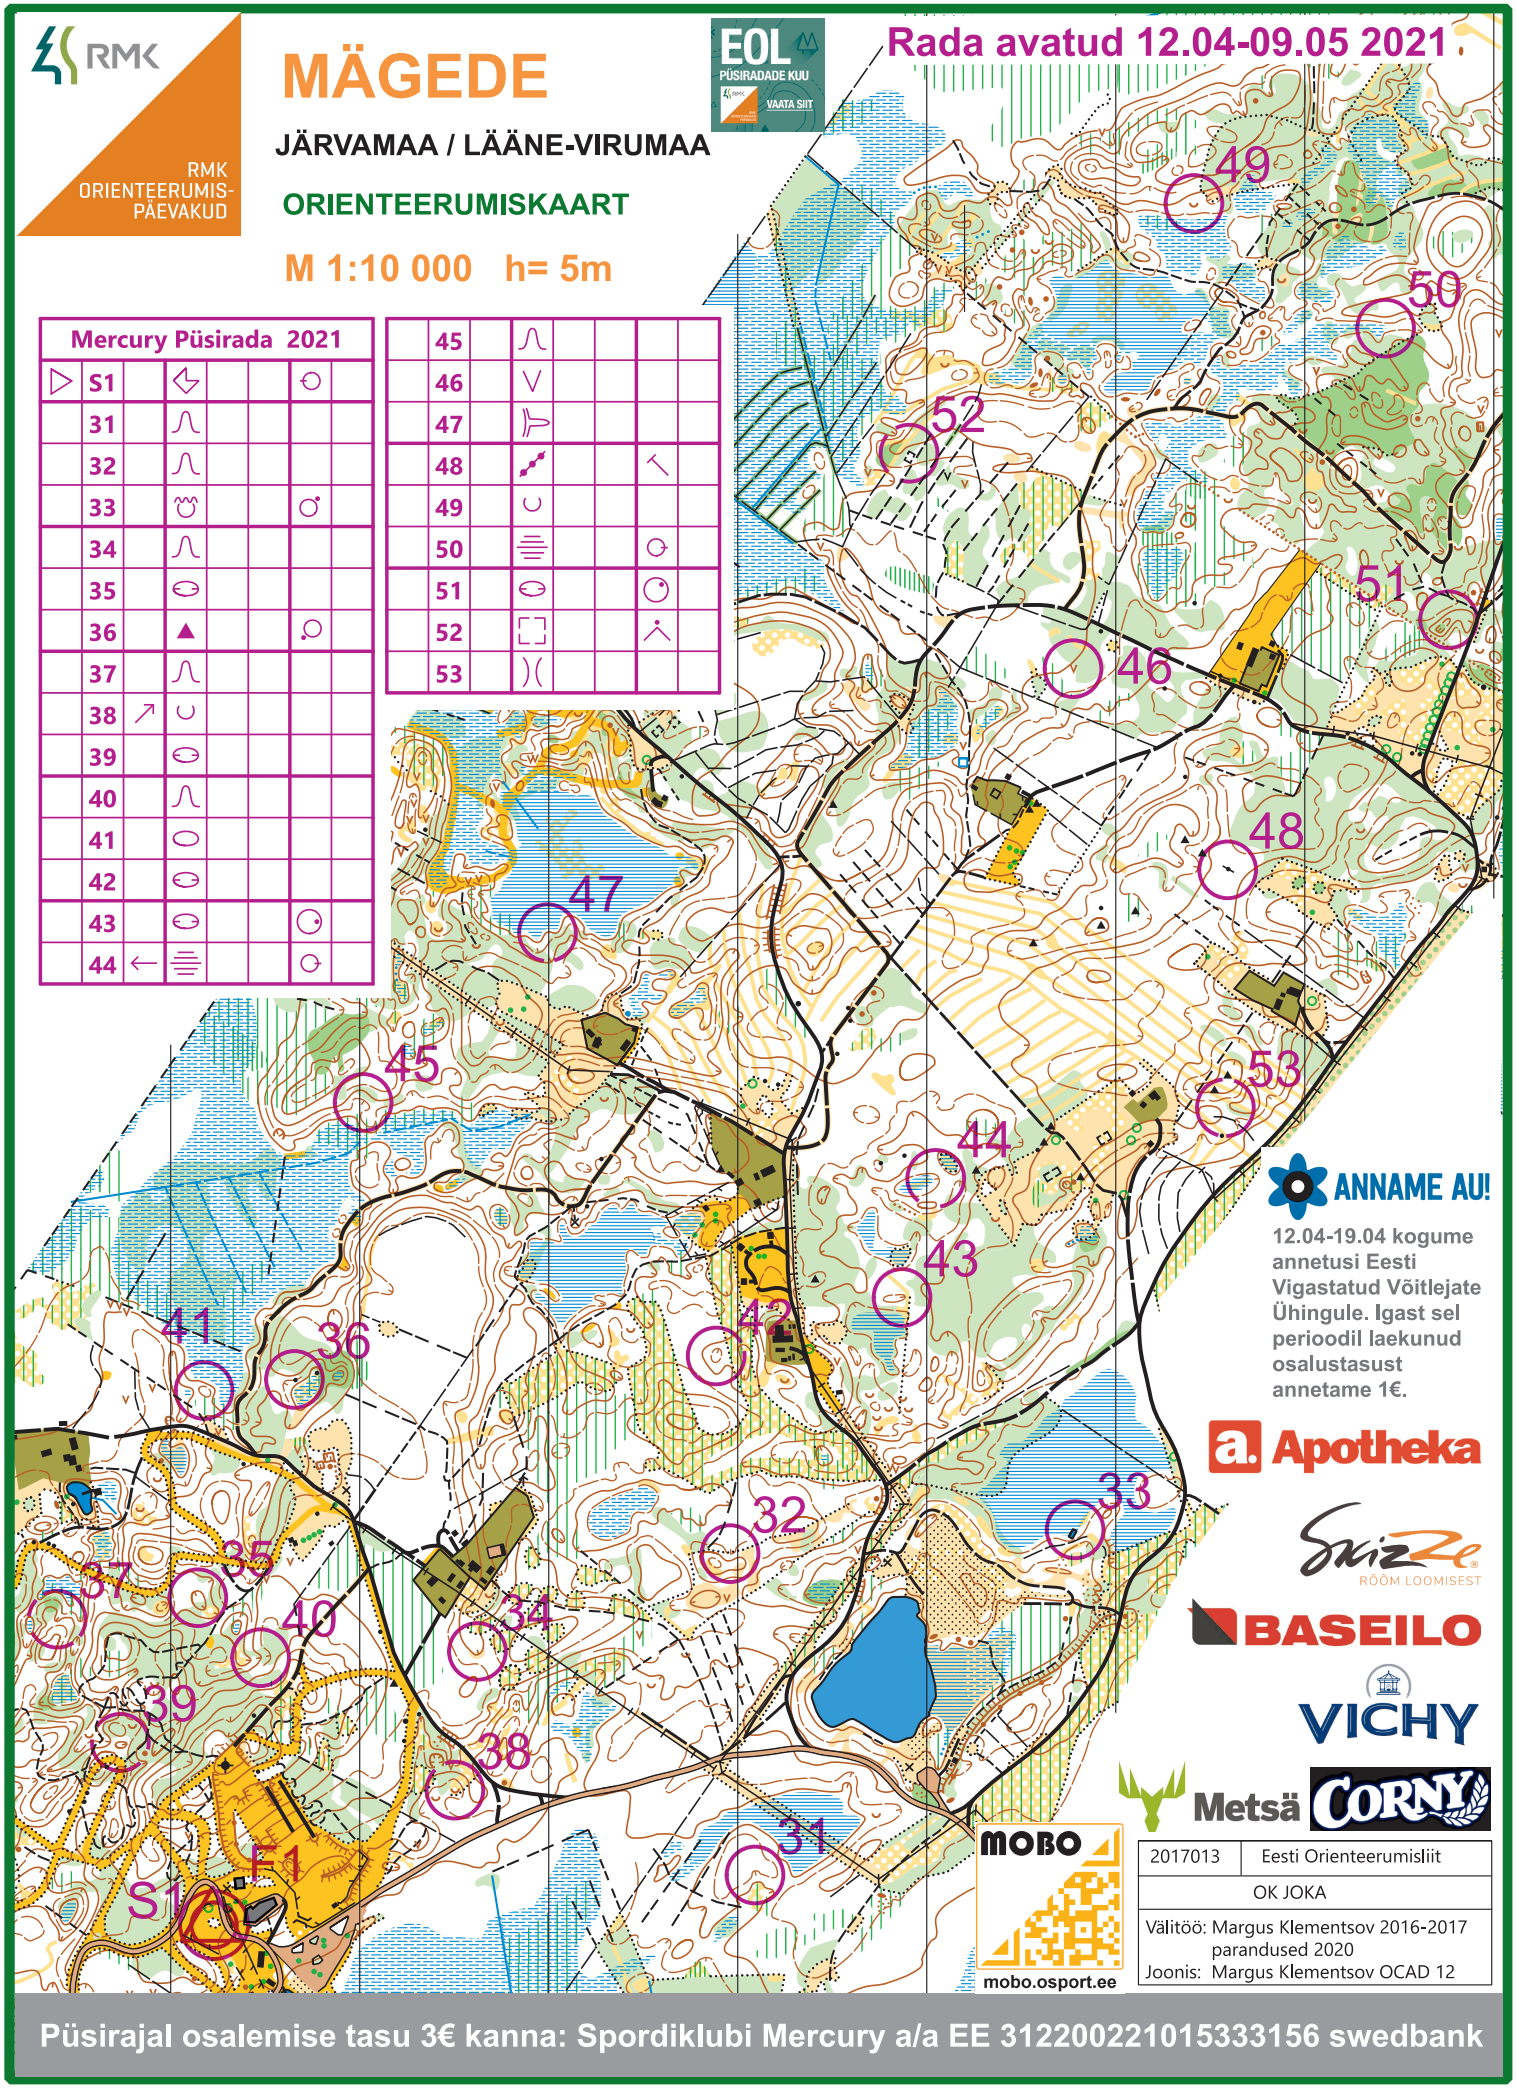 RMK
RMK
ORIENTEERUMIS-
PÄEVAKUD
MÄGEDE
JÄRVAMAA / LÄÄNE-VIRUMAA
ORIENTEERUMISKAART
M 1:10 000 h= 5m
EOL
PÜSIRADADE KUU
RMK
VAATA SIIT
Rada avatud 12.04-09.05 2021
Mercury Püsirada 2021
S1
31
32
33
34
35
36
37
38
39
40
41
42
43
44
45
46
47
48
49
50
51
52
53
49
50
52
51
46
48
47
45
53
44
43
41
36
42
32
33
37
35
40
34
39
38
31
F1
S1
ANNAME AU!
12.04-19.04 kogume
annetusi Eesti
Vigastatud Võitlejate
Ühingule. Igast sel
perioodil laekunud
osalustasust
annetame 1€.
a. Apotheka
Skizze
RÕÕM LOOMISEST
BASEILO
VICHY
Metsä
CORNY
MOBO
mobo.osport.ee
2017013 Eesti Orienteerumisliit
OK JOKA
Välitöö: Margus Klementsov 2016-2017
parandused 2020
Joonis: Margus Klementsov OCAD 12
Püsirajal osalemise tasu 3€ kanna: Spordiklubi Mercury a/a EE 312200221015333156 swedbank